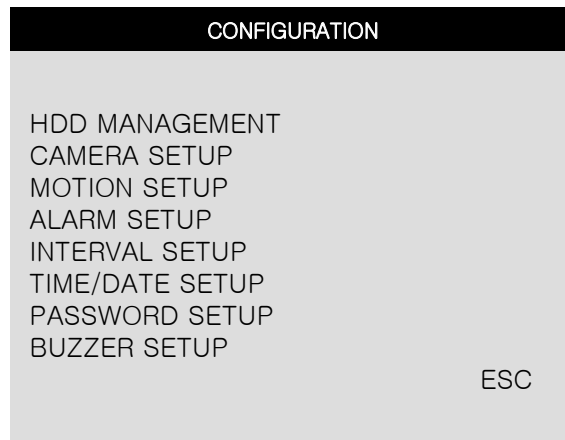 CONFIGURATION
HDD MANAGEMENT
CAMERA SETUP
MOTION SETUP
ALARM SETUP
INTERVAL SETUP
TIME/DATE SETUP
PASSWORD SETUP
BUZZER SETUP
ESC